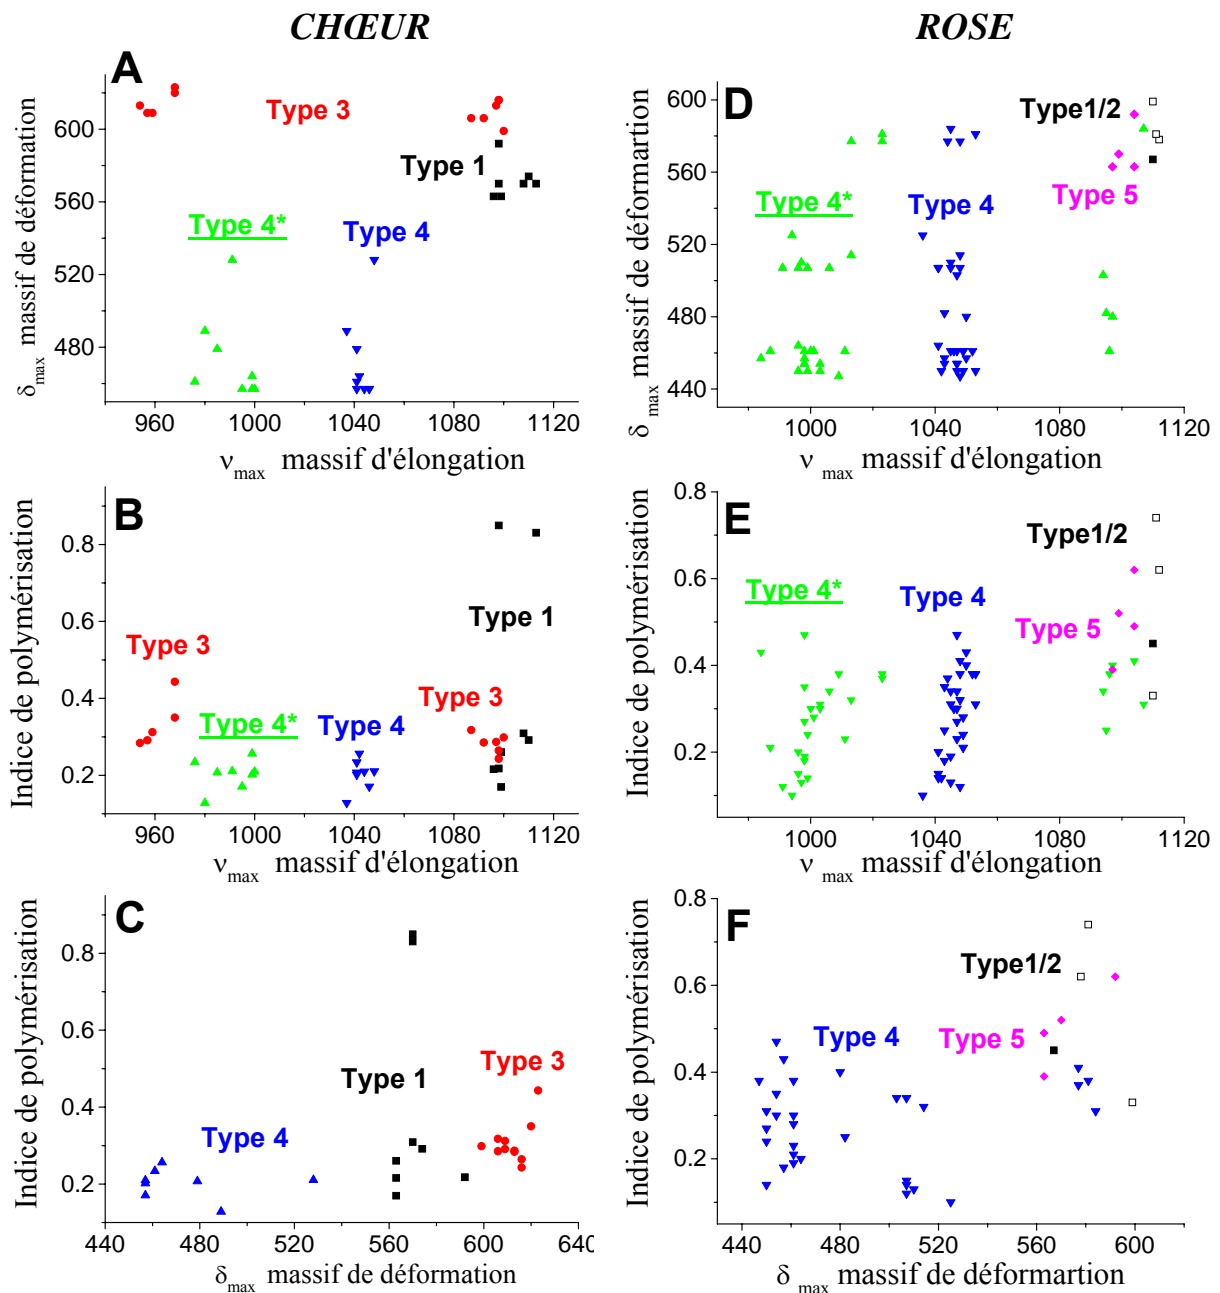 CHŒUR
ROSE
A
600
560
520
480
960 1000 1040 1080 1120
δmax massif de déformation
νmax massif d'élongation
Type 3
Type 1
Type 4*
Type 4
D
600
560
520
480
440
1000 1040 1080 1120
δmax massif de déformartion
νmax massif d'élongation
Type1/2
Type 5
Type 4*
Type 4
B
0.8
0.6
0.4
0.2
960 1000 1040 1080 1120
Indice de polymérisation
νmax massif d'élongation
Type 1
Type 3
Type 3
Type 4*
Type 4
E
0.8
0.6
0.4
0.2
1000 1040 1080 1120
Indice de polymérisation
νmax massif d'élongation
Type1/2
Type 4*
Type 4
Type 5
C
0.8
0.6
0.4
0.2
440 480 520 560 600 640
Indice de polymérisation
δmax massif de déformation
Type 1
Type 3
Type 4
F
0.8
0.6
0.4
0.2
440 480 520 560 600
Indice de polymérisation
δmax massif de déformartion
Type1/2
Type 4
Type 5